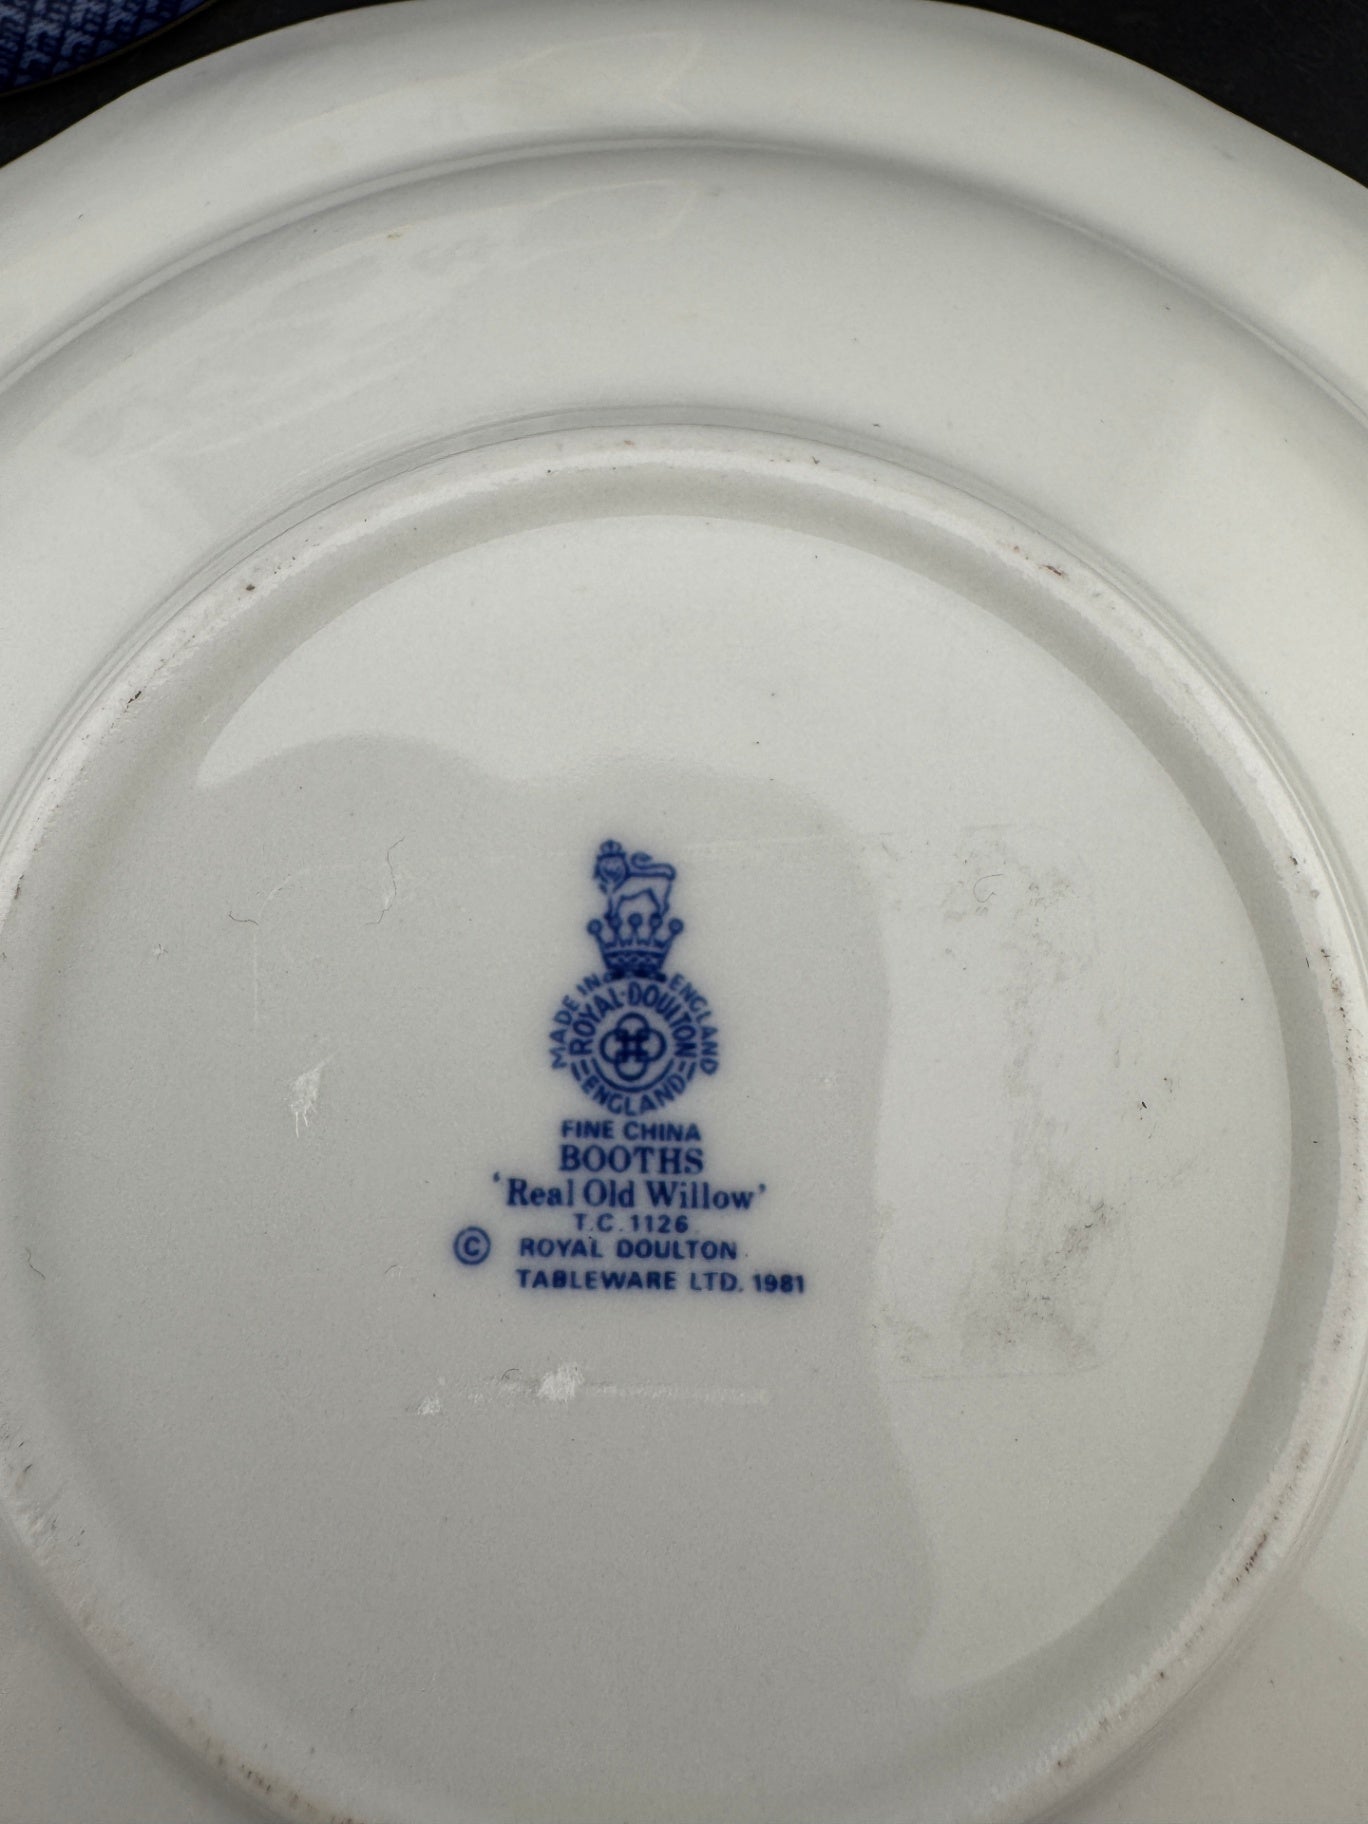 MADE IN ENGLAND
ROYAL·DOULTON
ENGLAND
FINE CHINA
BOOTHS
'Real Old Willow'
T.C. 1126
© ROYAL DOULTON
TABLEWARE LTD. 1981